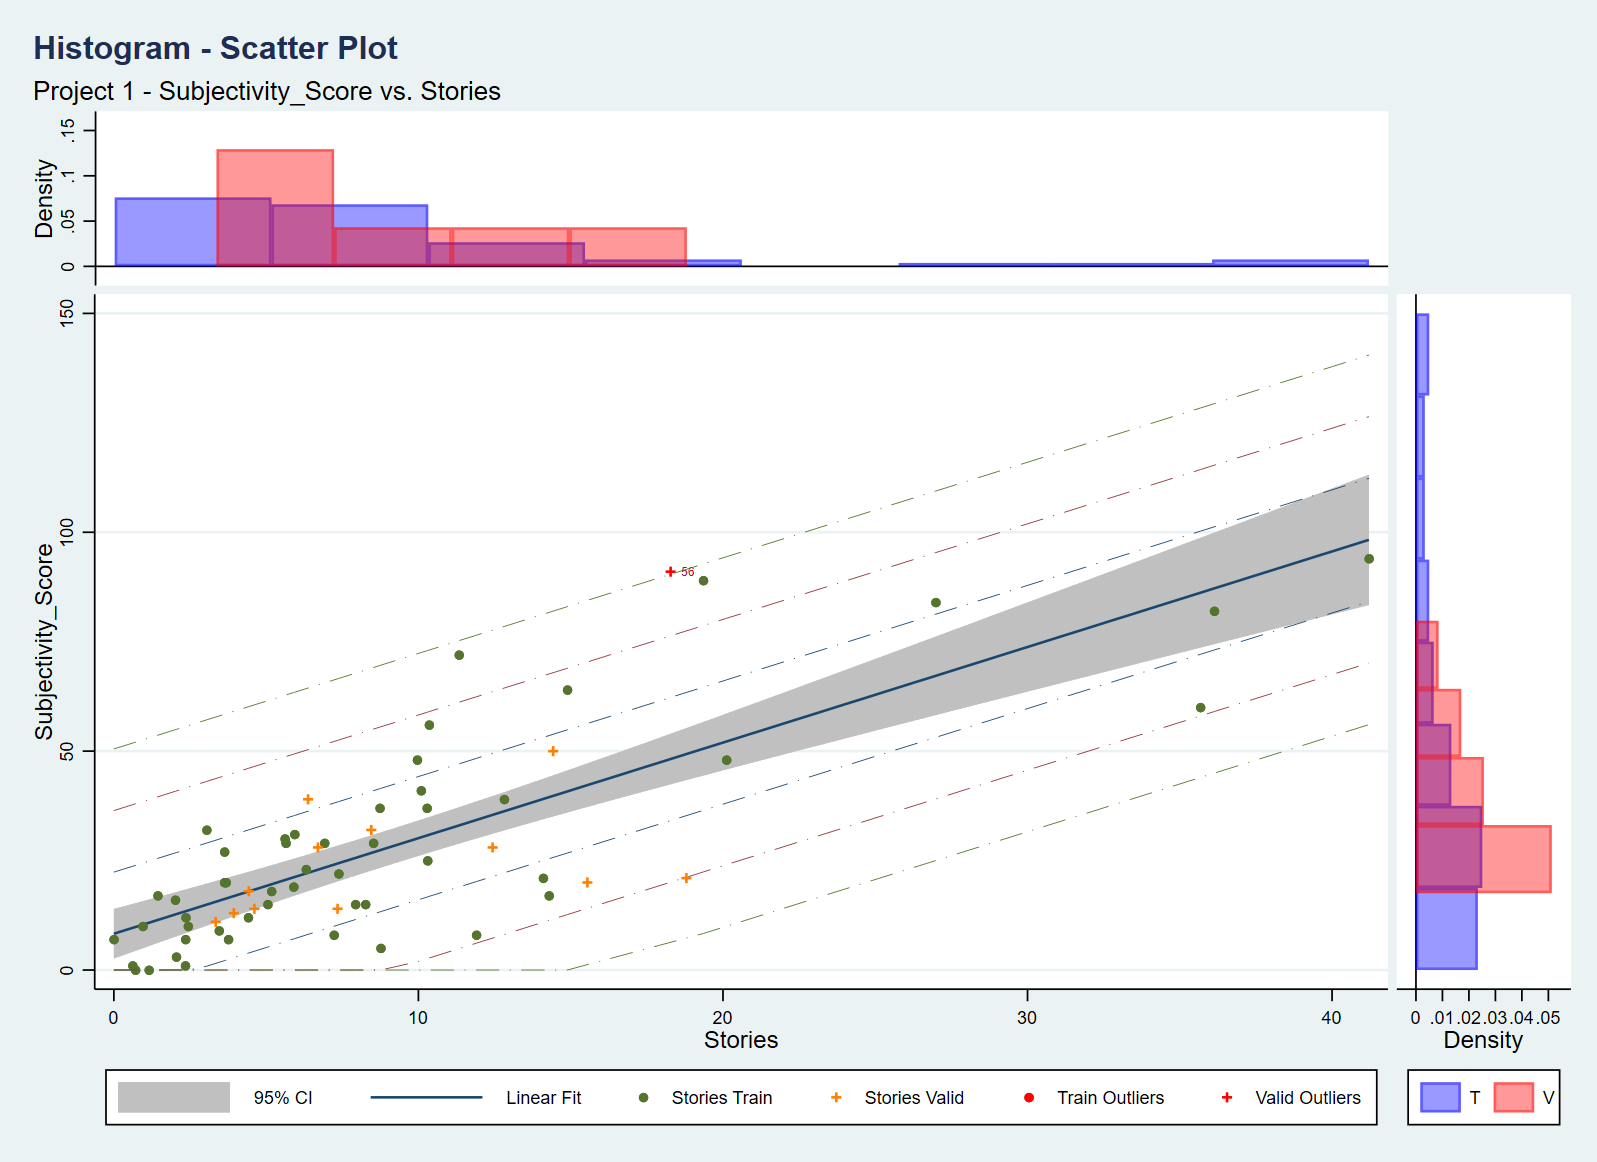 Histogram - Scatter Plot
Project 1 - Subjectivity_Score vs. Stories
Density
.15
.1
.05
0
Subjectivity_Score
150
100
50
0
56
0 10 20 30 40
Stories
0 .01 .02 .03 .04 .05
Density
95% CI Linear Fit Stories Train Stories Valid Train Outliers Valid Outliers
T V